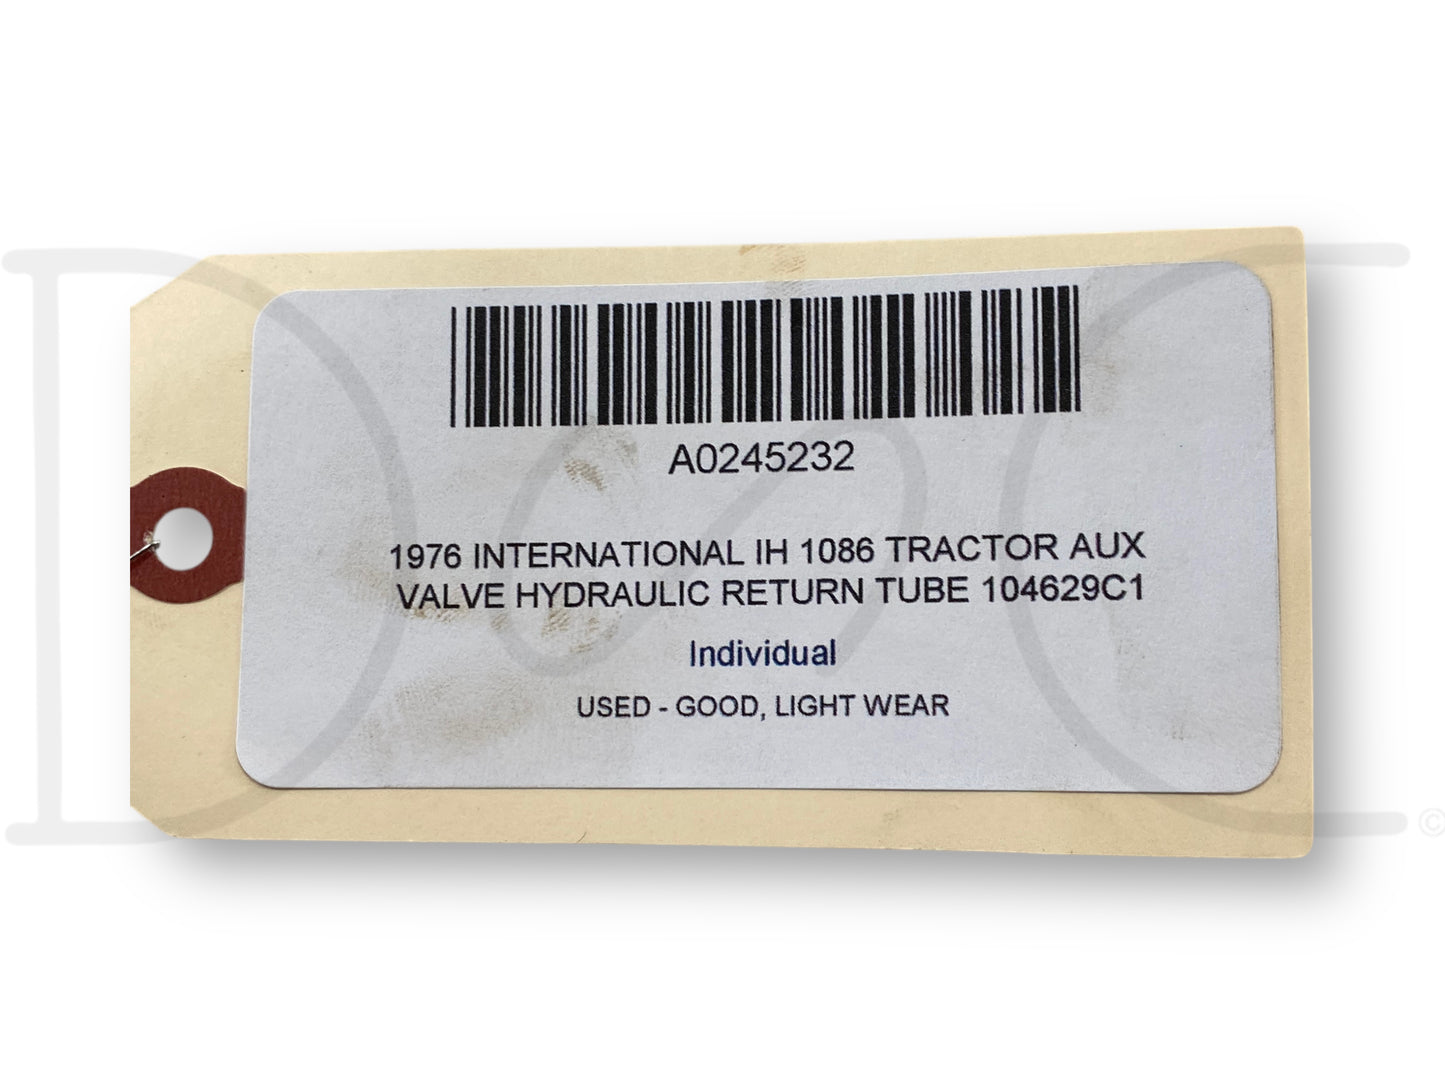 A0245232
1976 INTERNATIONAL IH 1086 TRACTOR AUX
VALVE HYDRAULIC RETURN TUBE 104629C1
Individual
USED - GOOD, LIGHT WEAR
©